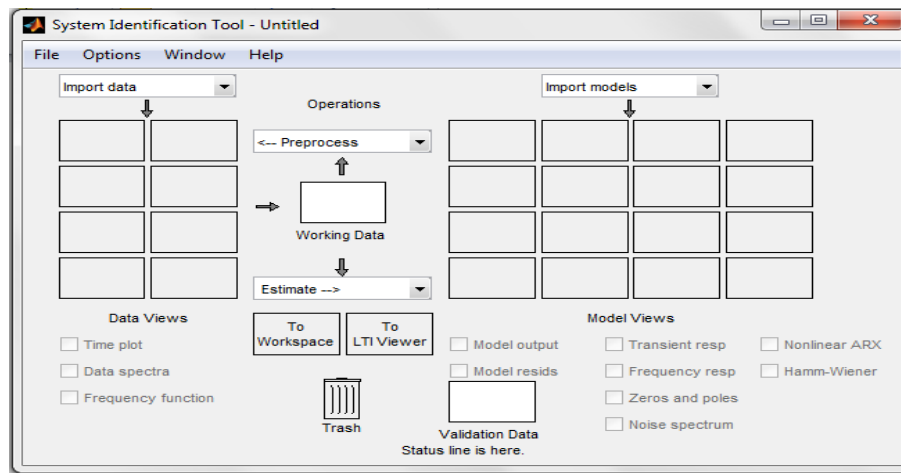 System Identification Tool - Untitled
File Options Window Help
Import data
Import models
Operations
<-- Preprocess
Working Data
Estimate -->
Data Views
Time plot
Data spectra
Frequency function
To
Workspace
To
LTI Viewer
Trash
Model Views
Model output
Transient resp
Nonlinear ARX
Model resids
Frequency resp
Hamm-Wiener
Zeros and poles
Noise spectrum
Validation Data
Status line is here.